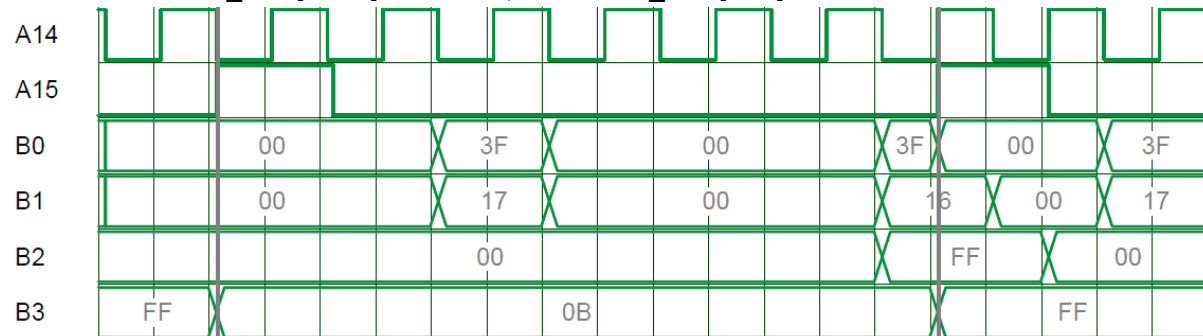 A14
A15
B0 00 3F 00 3F 00 3F
B1 00 17 00 16 00 17
B2 00 FF 00
B3 FF 0B FF